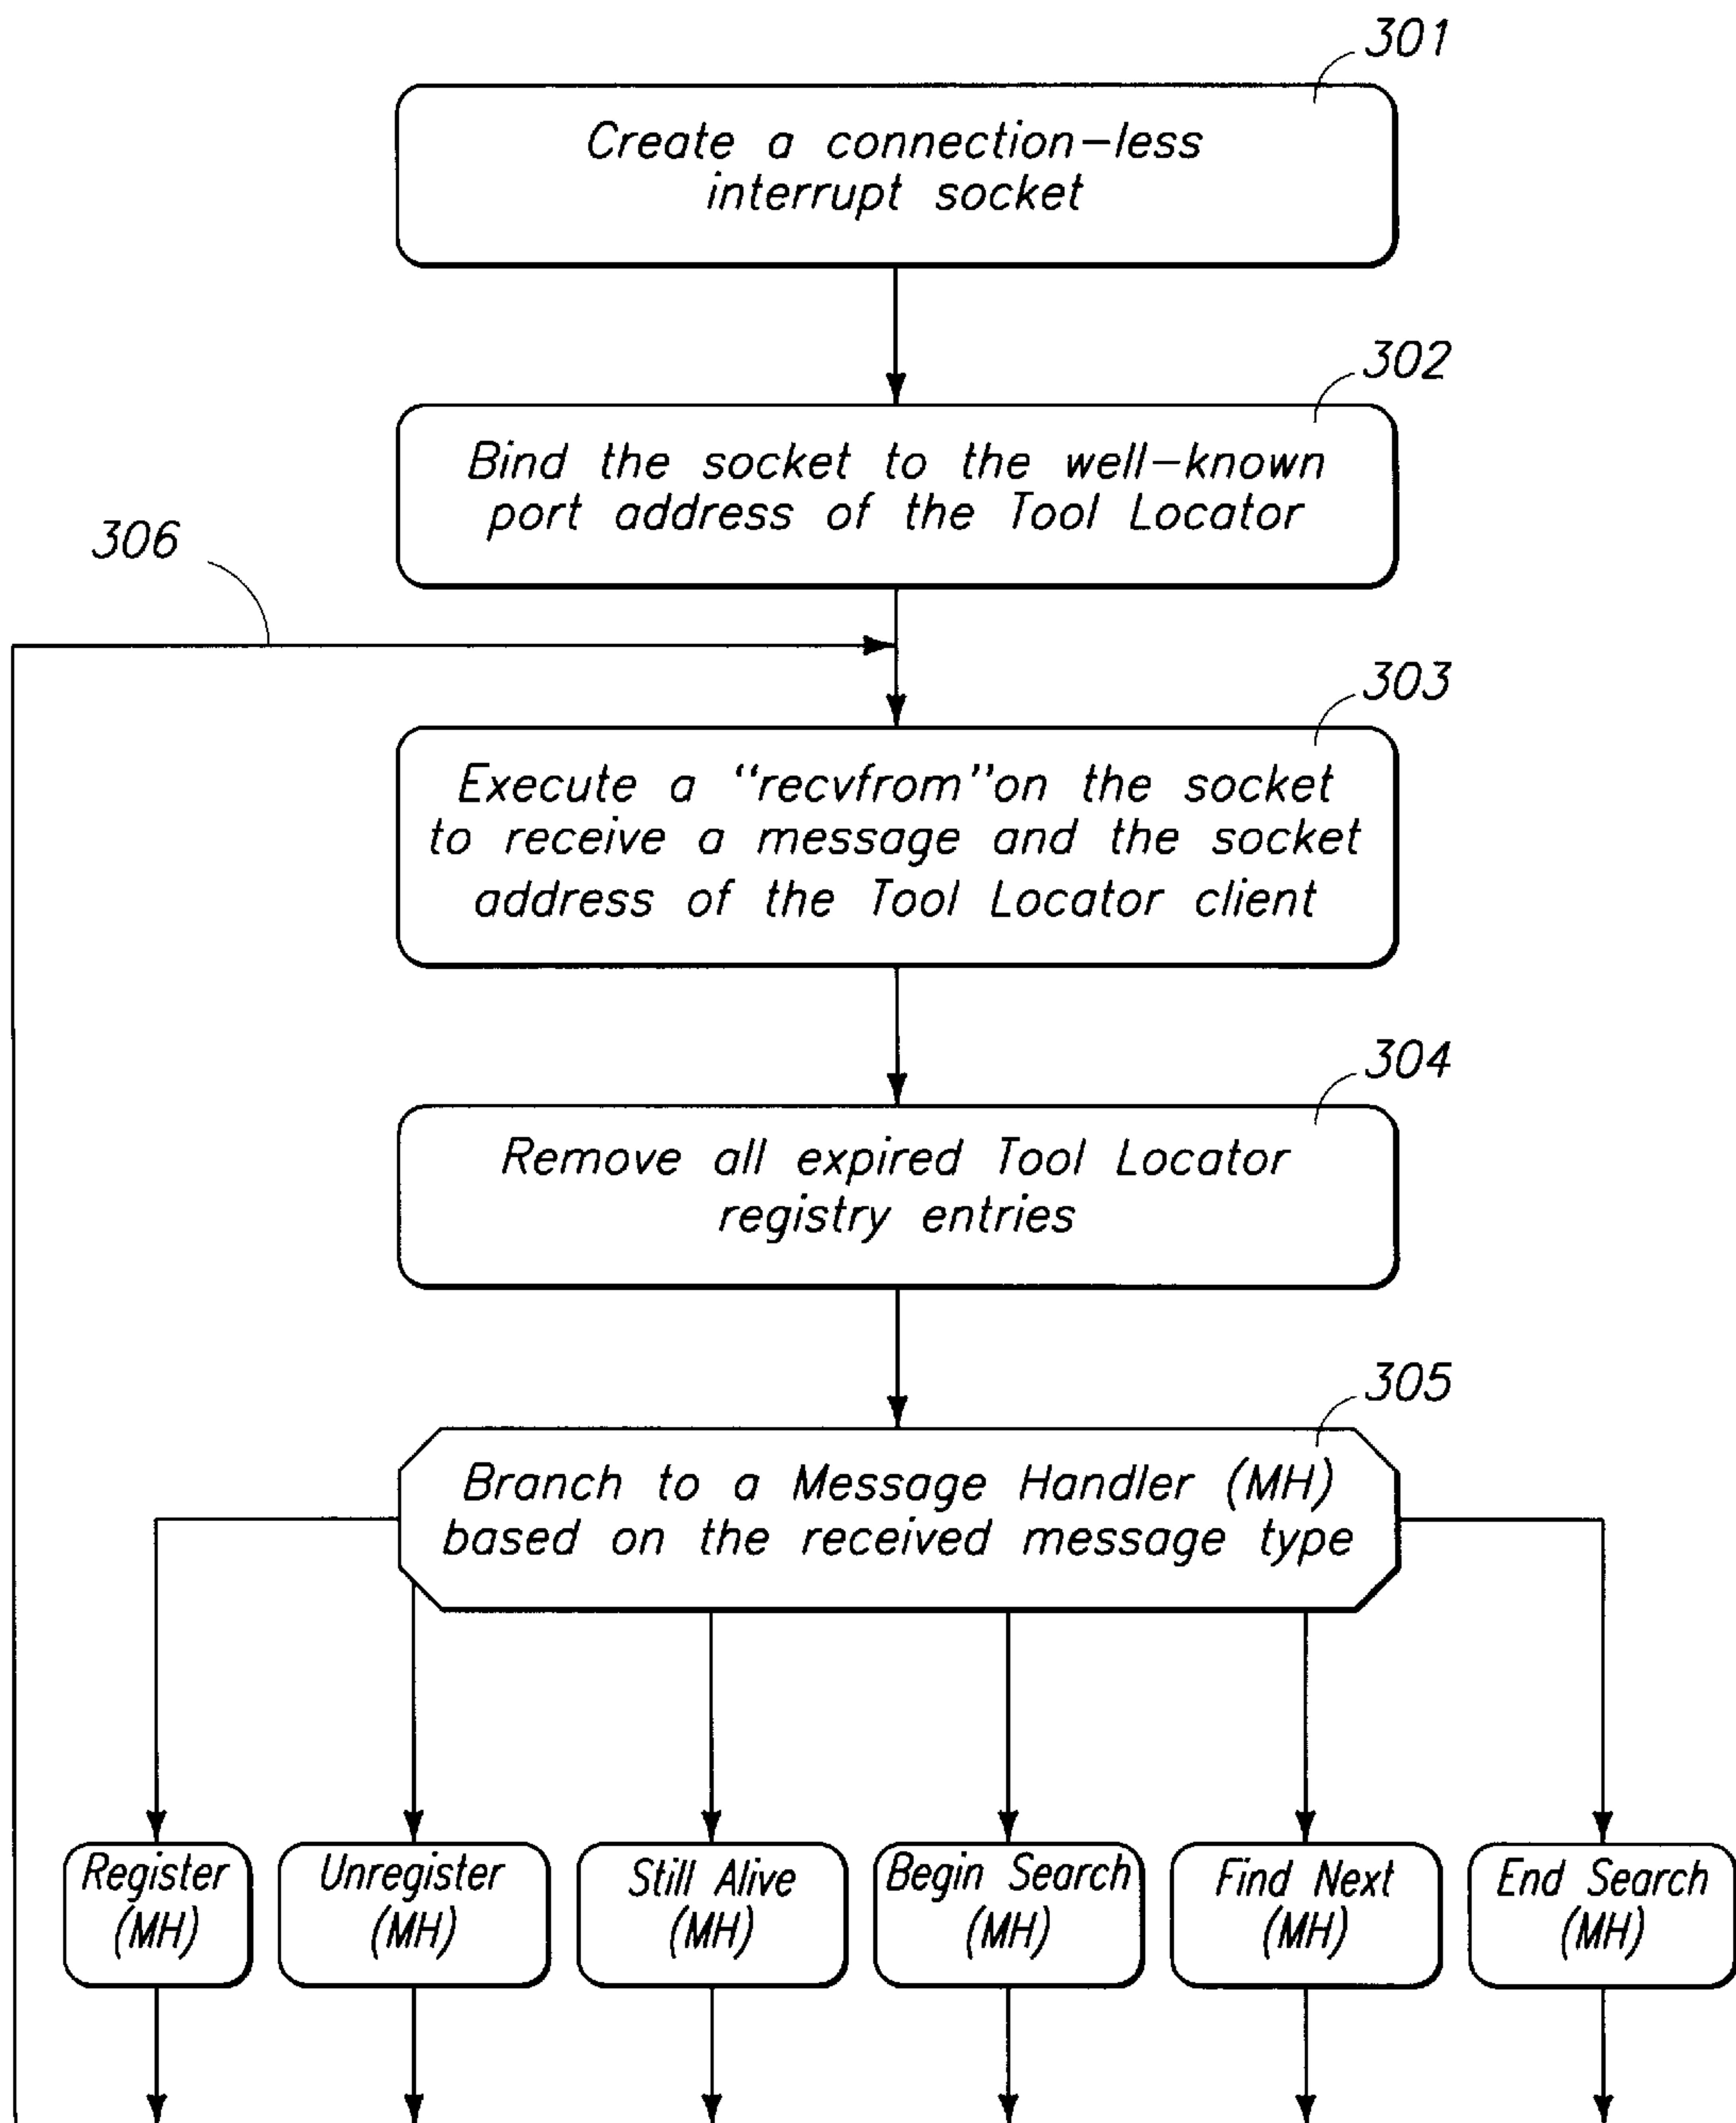 301
Create a connection-less
interrupt socket
302
Bind the socket to the well-known
port address of the Tool Locator
306
303
Execute a “recvfrom”on the socket
to receive a message and the socket
address of the Tool Locator client
304
Remove all expired Tool Locator
registry entries
305
Branch to a Message Handler (MH)
based on the received message type
Register
(MH)
Unregister
(MH)
Still Alive
(MH)
Begin Search
(MH)
Find Next
(MH)
End Search
(MH)